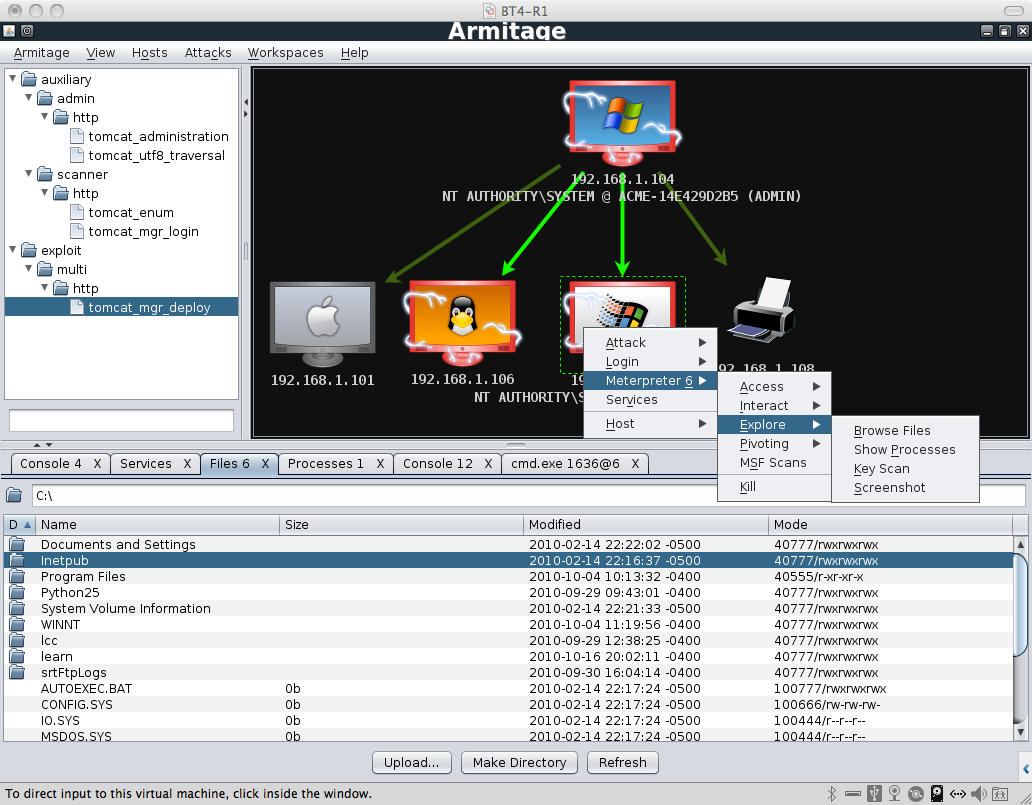 BT4-R1
Armitage
Armitage View Hosts Attacks Workspaces Help
auxiliary
admin
http
tomcat_administration
tomcat_utf8_traversal
scanner
http
tomcat_enum
tomcat_mgr_login
exploit
multi
http
tomcat_mgr_deploy
192.168.1.104
NT AUTHORITY\SYSTEM @ ACME-14E429D2B5 (ADMIN)
192.168.1.101
192.168.1.106
NT AUTHORITY\S
Attack
Login
Meterpreter 6
Services
Host
Access
Interact
Explore
Pivoting
MSF Scans
Kill
Browse Files
Show Processes
Key Scan
Screenshot
Console 4 X Services X Files 6 X Processes 1 X Console 12 X cmd.exe 1636@6 X
C:\
D Name Size Modified Mode
Documents and Settings 2010-02-14 22:22:02 -0500 40777/rwxrwxrwx
Inetpub 2010-02-14 22:16:37 -0500 40777/rwxrwxrwx
Program Files 2010-10-04 10:13:32 -0400 40555/r-xr-xr-x
Python25 2010-09-29 09:43:01 -0400 40777/rwxrwxrwx
System Volume Information 2010-02-14 22:21:33 -0500 40777/rwxrwxrwx
WINNT 2010-10-04 11:19:56 -0400 40777/rwxrwxrwx
lcc 2010-09-29 12:38:25 -0400 40777/rwxrwxrwx
learn 2010-10-16 20:02:11 -0400 40777/rwxrwxrwx
srtFtpLogs 2010-09-30 16:04:14 -0400 40777/rwxrwxrwx
AUTOEXEC.BAT 0b 2010-02-14 22:17:24 -0500 100777/rwxrwxrwx
CONFIG.SYS 0b 2010-02-14 22:17:24 -0500 100666/rw-rw-rw-
IO.SYS 0b 2010-02-14 22:17:24 -0500 100444/r--r--r--
MSDOS.SYS 0b 2010-02-14 22:17:24 -0500 100444/r--r--r--
Upload... Make Directory Refresh
To direct input to this virtual machine, click inside the window.